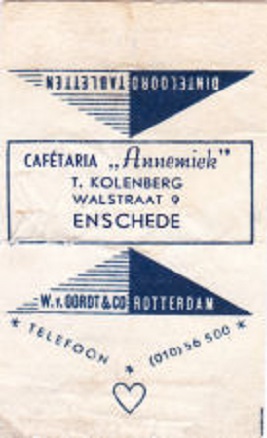 DINTELOORD TABLETTEN
CAFÉTARIA „Annemiek”
T. KOLENBERG
WALSTRAAT 9
ENSCHEDE
W. v. OORDT & CO ROTTERDAM
* TELEFOON * (010) 56 500 *